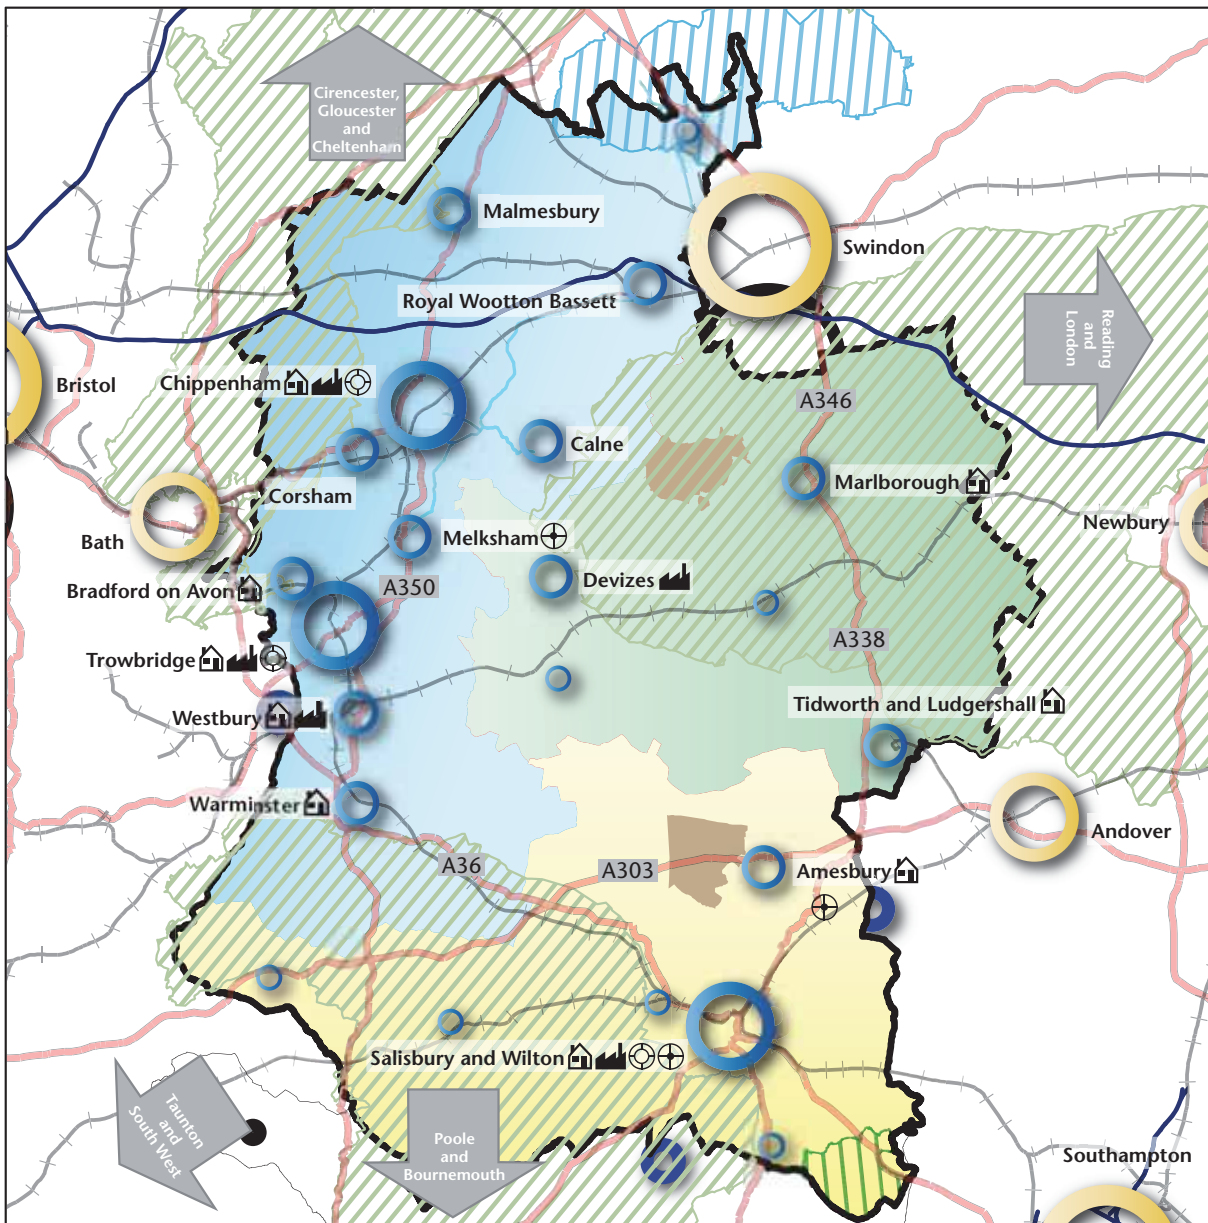 Cirencester,
Gloucester
and
Cheltenham
Malmesbury
Swindon
Royal Wootton Bassett
Reading
and
London
Bristol
Chippenham
A346
Calne
Marlborough
Corsham
Newbury
Bath
Melksham
Devizes
Bradford on Avon
A350
A338
Trowbridge
Tidworth and Ludgershall
Westbury
Warminster
Andover
A36
A303
Amesbury
Salisbury and Wilton
Taunton
and
South West
Poole
and
Bournemouth
Southampton